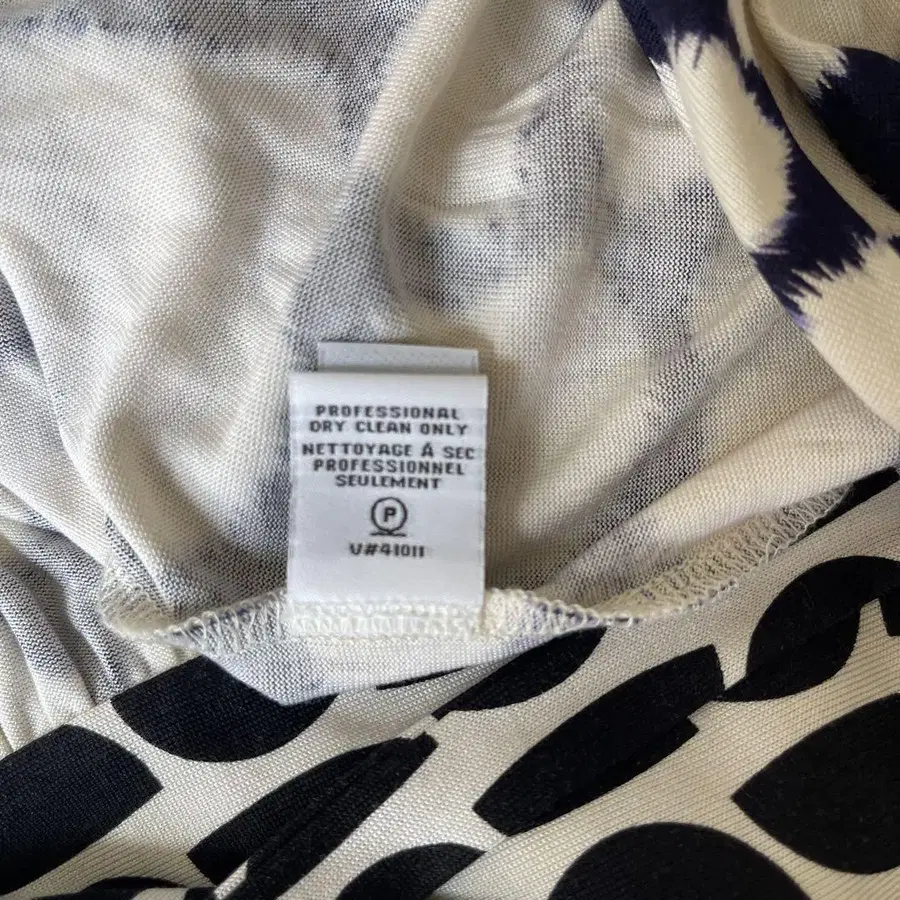 PROFESSIONAL
DRY CLEAN ONLY
NETTOYAGE À SEC
PROFESSIONNEL
SEULEMENT
P
V#41011